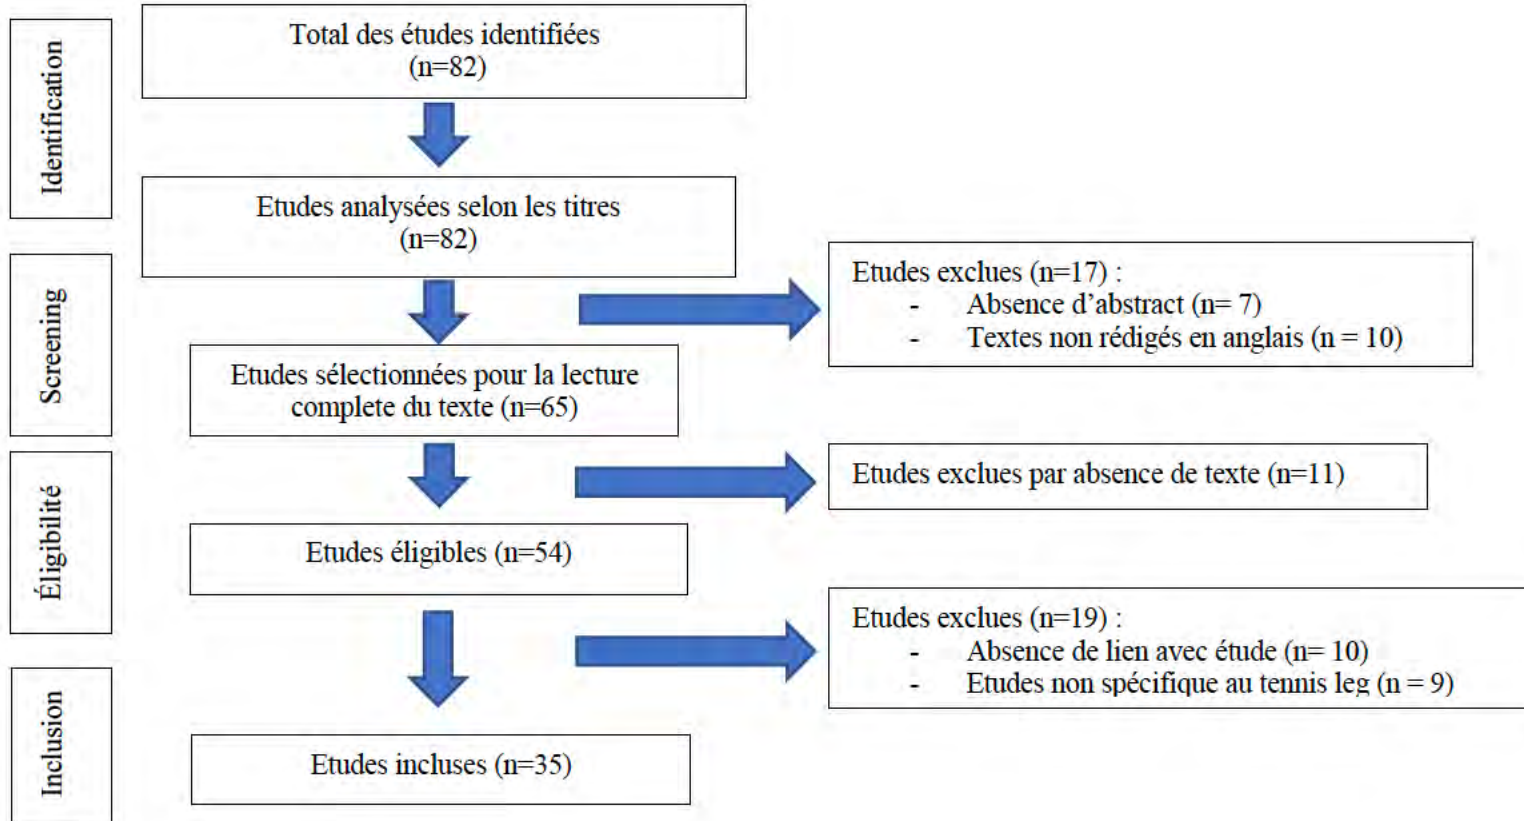 Identification
Total des études identifiées
(n=82)
Etudes analysées selon les titres
(n=82)
Screening
Etudes exclues (n=17) :
- Absence d’abstract (n= 7)
- Textes non rédigés en anglais (n = 10)
Etudes sélectionnées pour la lecture
complete du texte (n=65)
Éligibilité
Etudes exclues par absence de texte (n=11)
Etudes éligibles (n=54)
Etudes exclues (n=19) :
- Absence de lien avec étude (n= 10)
- Etudes non spécifique au tennis leg (n = 9)
Inclusion
Etudes incluses (n=35)